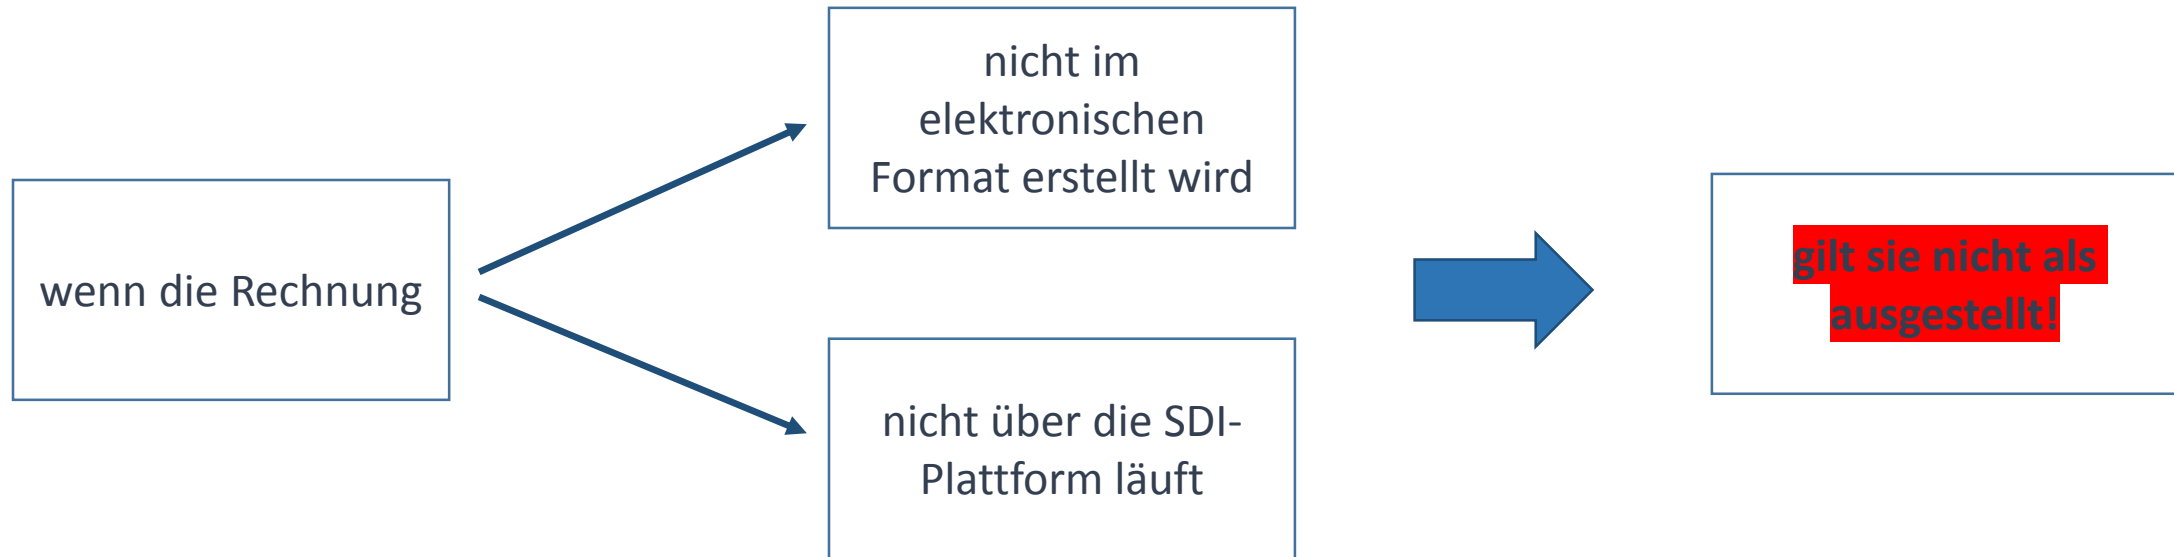 wenn die Rechnung
nicht im
elektronischen
Format erstellt wird
nicht über die SDI-
Plattform läuft
gilt sie nicht als
ausgestellt!